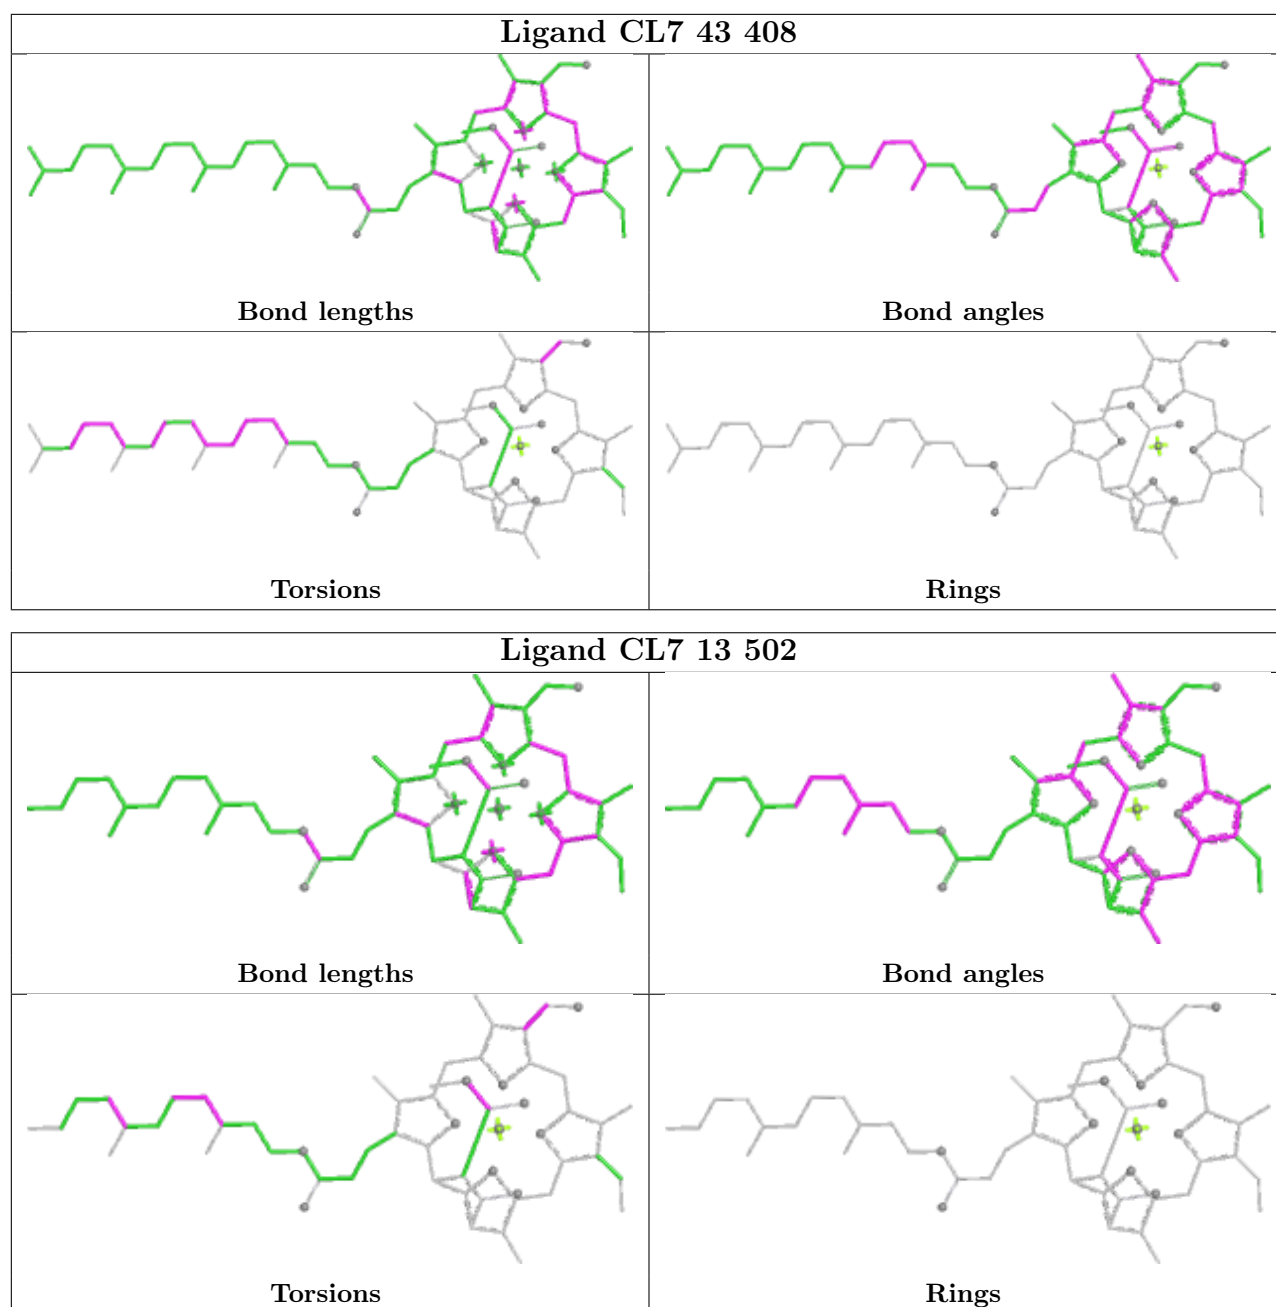 Ligand CL7 43 408
Bond lengths
Bond angles
Torsions
Rings
Ligand CL7 13 502
Bond lengths
Bond angles
Torsions
Rings